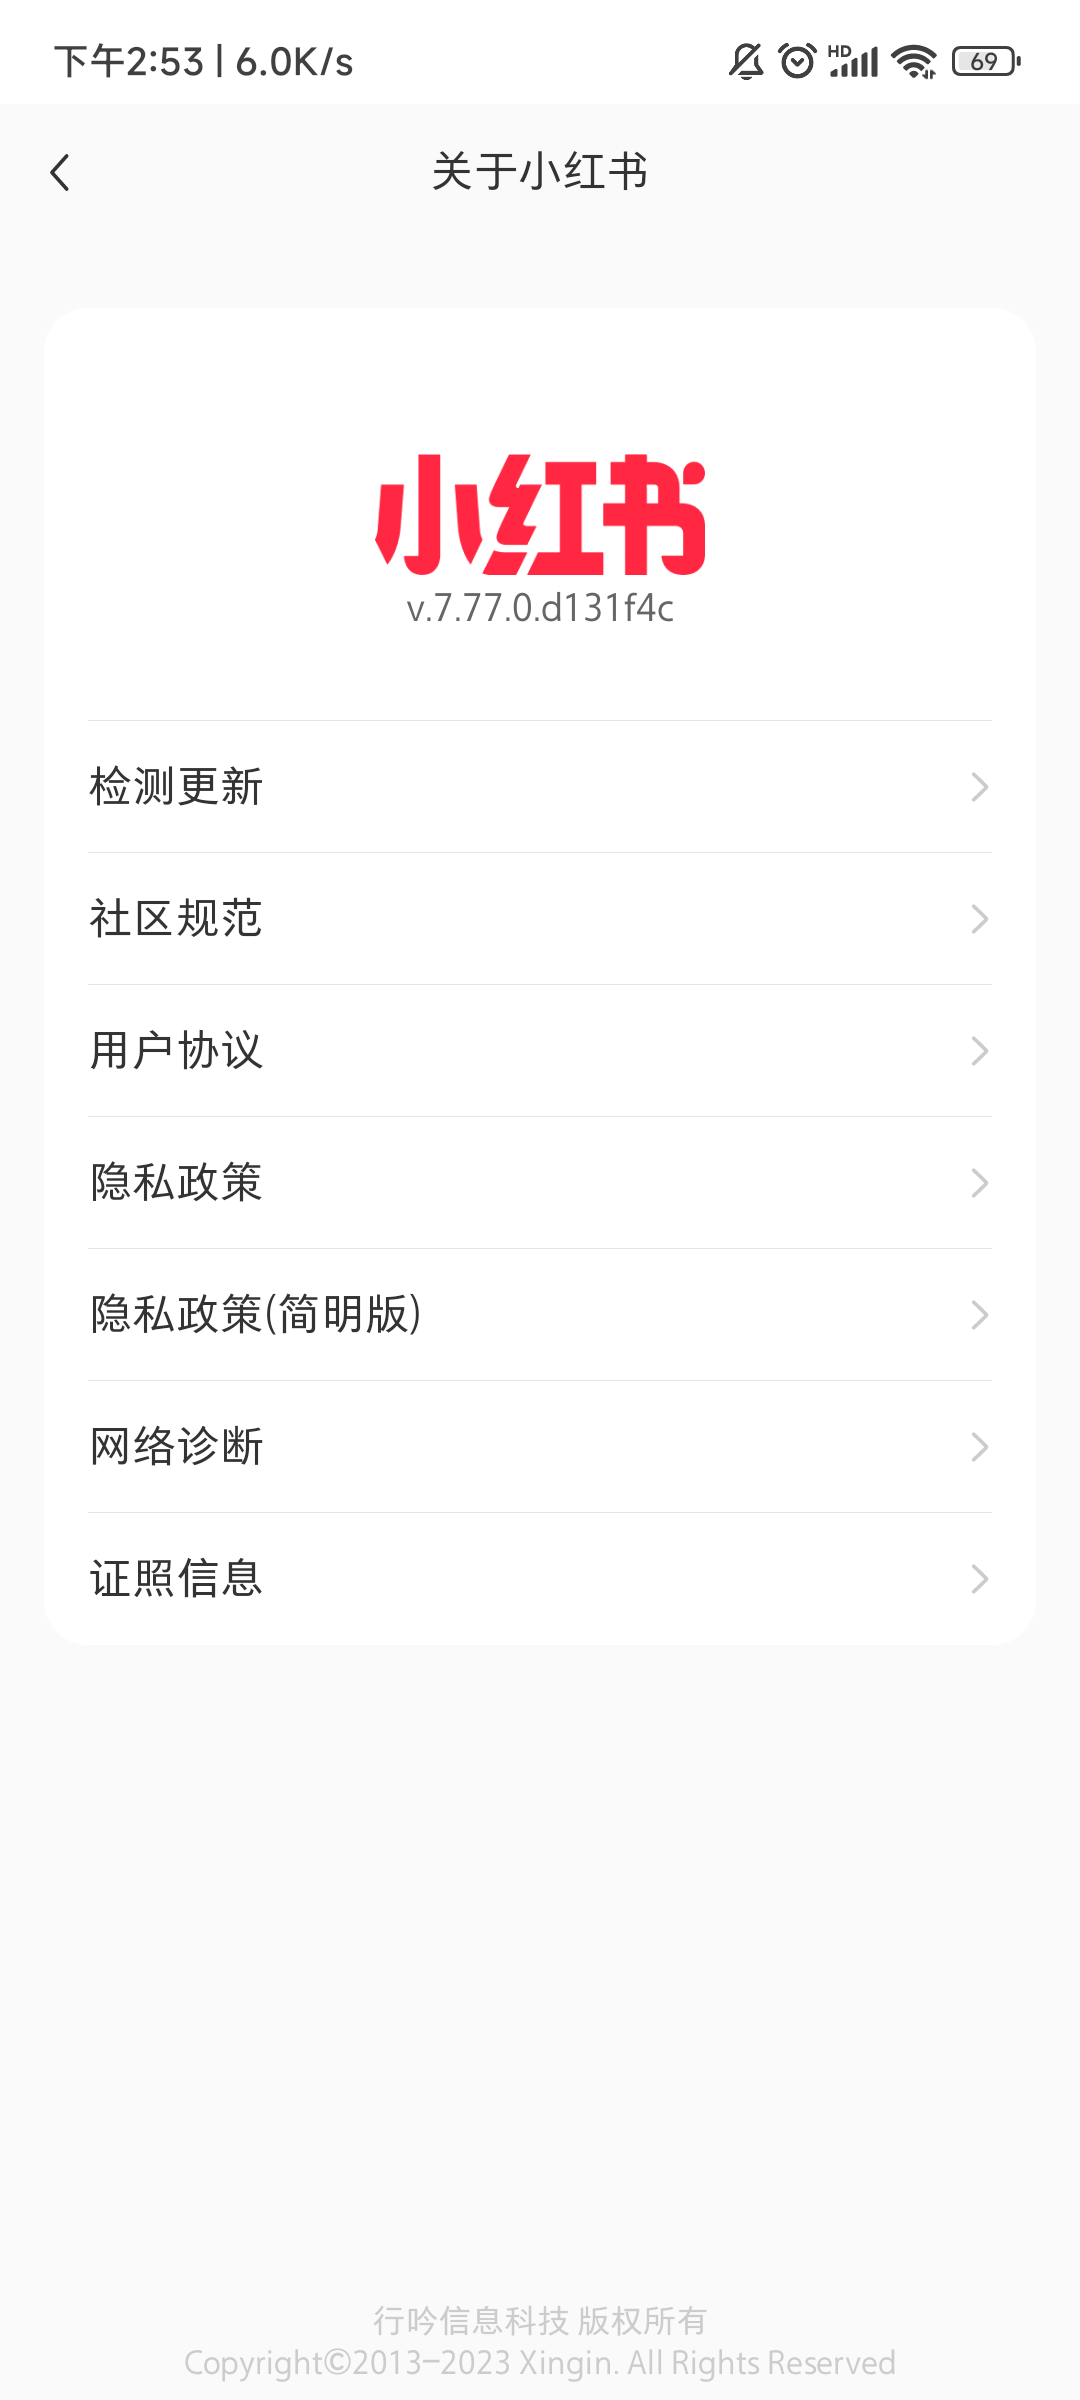 下午2:53 | 6.0K/s HD 69
关于小红书
小红书
v.7.77.0.d131f4c
检测更新
社区规范
用户协议
隐私政策
隐私政策(简明版)
网络诊断
证照信息
行吟信息科技 版权所有
Copyright©2013-2023 Xingin. All Rights Reserved